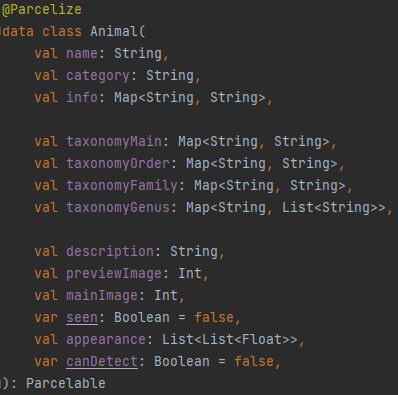 @Parcelize
data class Animal(
    val name: String,
    val category: String,
    val info: Map<String, String>,

    val taxonomyMain: Map<String, String>,
    val taxonomyOrder: Map<String, String>,
    val taxonomyFamily: Map<String, String>,
    val taxonomyGenus: Map<String, List<String>>,

    val description: String,
    val previewImage: Int,
    val mainImage: Int,
    var seen: Boolean = false,
    val appearance: List<List<Float>>,
    var canDetect: Boolean = false,
): Parcelable